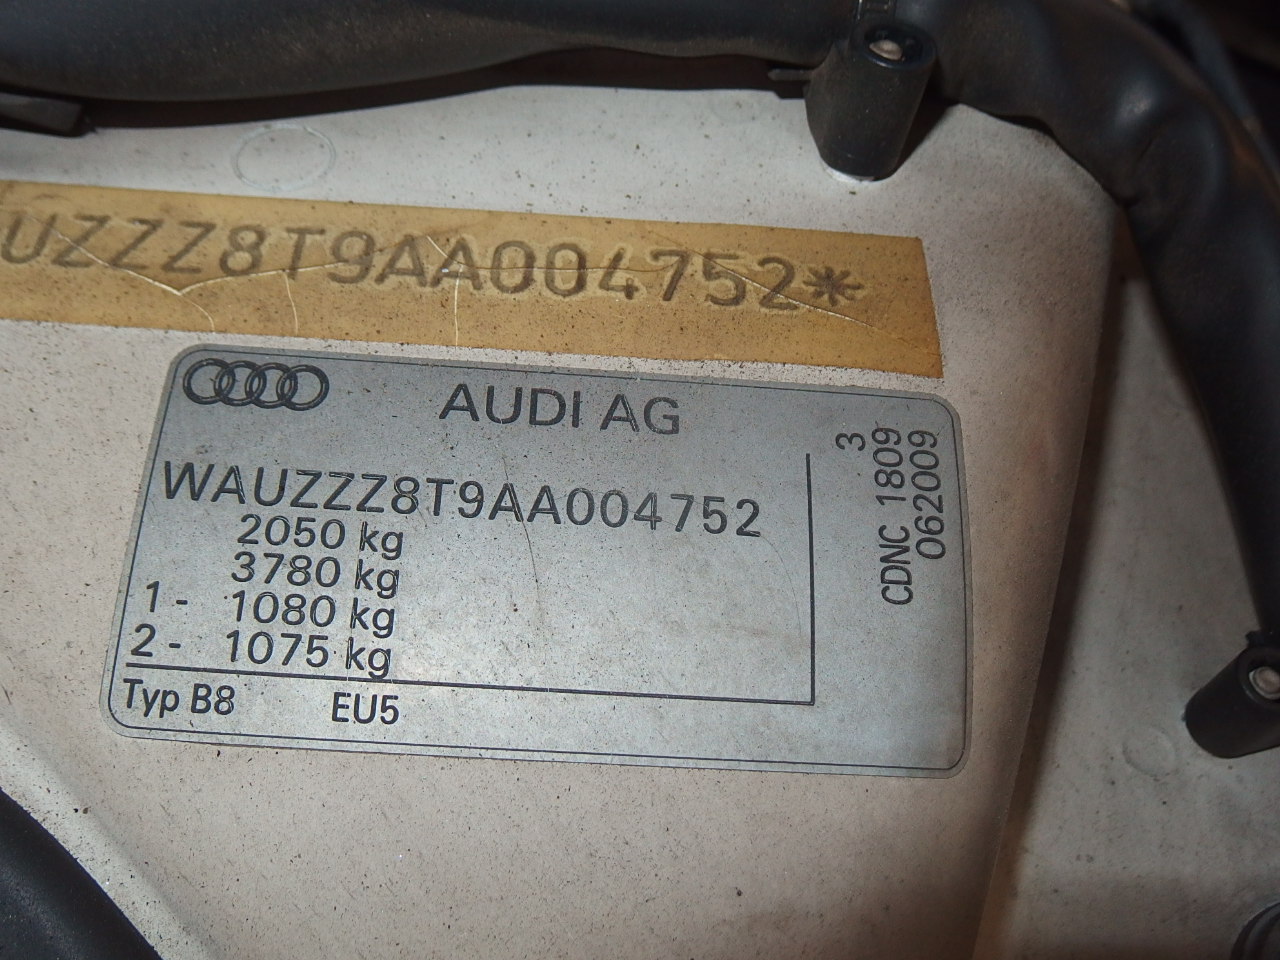 UZZZ8T9AA004752*
AUDI AG
WAUZZZ8T9AA004752
2050 kg
3780 kg
1- 1080 kg
2- 1075 kg
Typ B8 EU5
3
CDNC 1809
062009